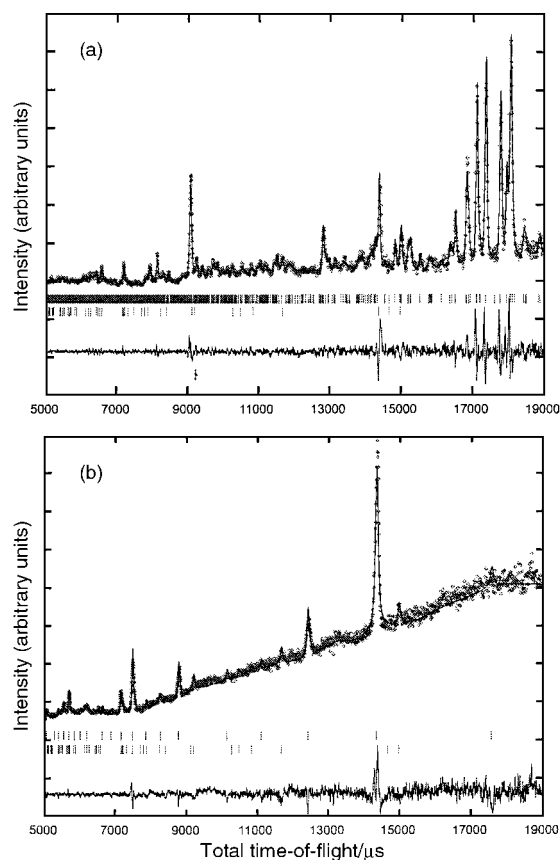 (a)
Intensity (arbitrary units)
5000 7000 9000 11000 13000 15000 17000 19000
(b)
Intensity (arbitrary units)
5000 7000 9000 11000 13000 15000 17000 19000
Total time-of-flight/μs